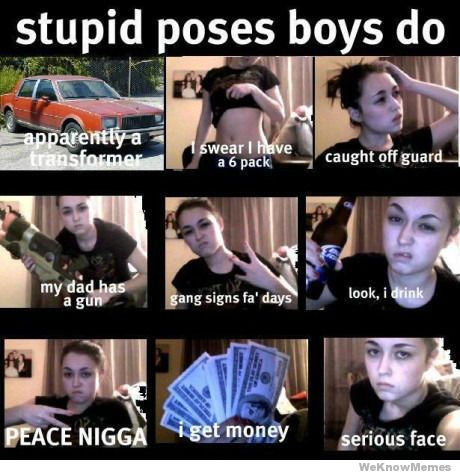 stupid poses boys do
apparently a
transformer
I swear I have
a 6 pack
caught off guard
my dad has
a gun
gang signs fa' days
look, i drink
PEACE NIGGA
i get money
serious face
WeKnowMemes